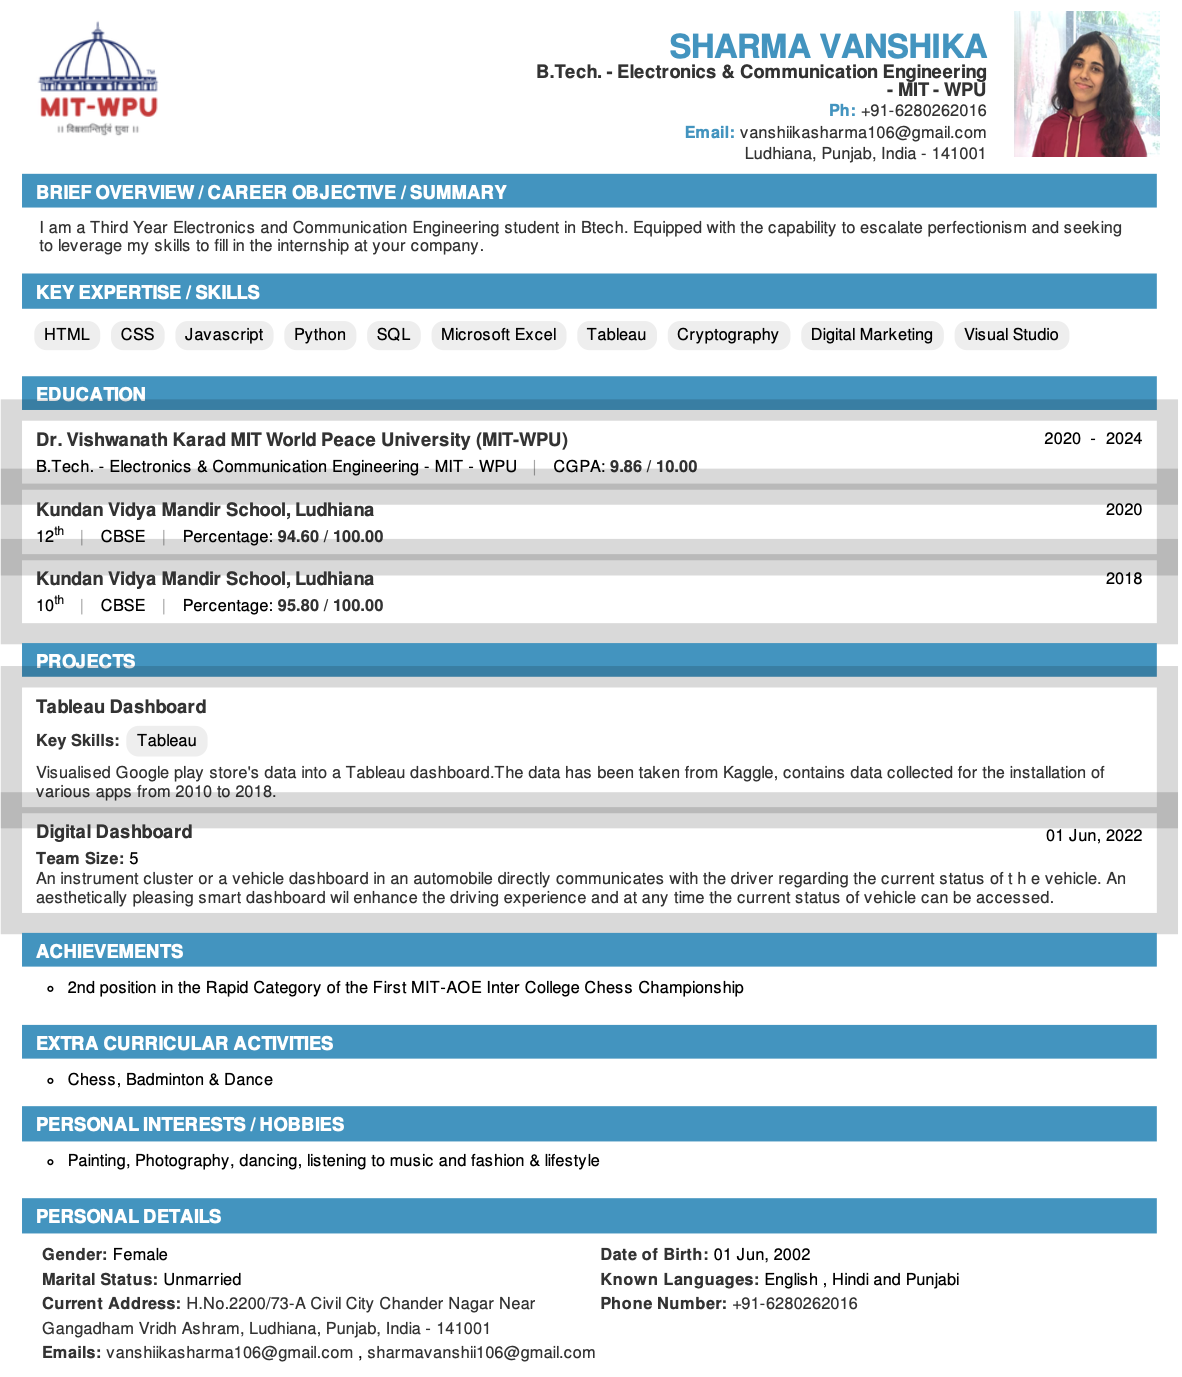 MIT-WPU
TM
।। विश्वशान्तिर्ध्रुवं ध्रुवा ।।
SHARMA VANSHIKA
B.Tech. - Electronics & Communication Engineering
- MIT - WPU
Ph: +91-6280262016
Email: vanshiikasharma106@gmail.com
Ludhiana, Punjab, India - 141001
BRIEF OVERVIEW / CAREER OBJECTIVE / SUMMARY
I am a Third Year Electronics and Communication Engineering student in Btech. Equipped with the capability to escalate perfectionism and seeking
to leverage my skills to fill in the internship at your company.
KEY EXPERTISE / SKILLS
HTML CSS Javascript Python SQL Microsoft Excel Tableau Cryptography Digital Marketing Visual Studio
EDUCATION
Dr. Vishwanath Karad MIT World Peace University (MIT-WPU) 2020 - 2024
B.Tech. - Electronics & Communication Engineering - MIT - WPU | CGPA: 9.86 / 10.00
Kundan Vidya Mandir School, Ludhiana 2020
12th | CBSE | Percentage: 94.60 / 100.00
Kundan Vidya Mandir School, Ludhiana 2018
10th | CBSE | Percentage: 95.80 / 100.00
PROJECTS
Tableau Dashboard
Key Skills: Tableau
Visualised Google play store's data into a Tableau dashboard.The data has been taken from Kaggle, contains data collected for the installation of
various apps from 2010 to 2018.
Digital Dashboard 01 Jun, 2022
Team Size: 5
An instrument cluster or a vehicle dashboard in an automobile directly communicates with the driver regarding the current status of t h e vehicle. An
aesthetically pleasing smart dashboard wil enhance the driving experience and at any time the current status of vehicle can be accessed.
ACHIEVEMENTS
2nd position in the Rapid Category of the First MIT-AOE Inter College Chess Championship
EXTRA CURRICULAR ACTIVITIES
Chess, Badminton & Dance
PERSONAL INTERESTS / HOBBIES
Painting, Photography, dancing, listening to music and fashion & lifestyle
PERSONAL DETAILS
Gender: Female
Marital Status: Unmarried
Current Address: H.No.2200/73-A Civil City Chander Nagar Near
Gangadham Vridh Ashram, Ludhiana, Punjab, India - 141001
Emails: vanshiikasharma106@gmail.com , sharmavanshii106@gmail.com
Date of Birth: 01 Jun, 2002
Known Languages: English , Hindi and Punjabi
Phone Number: +91-6280262016